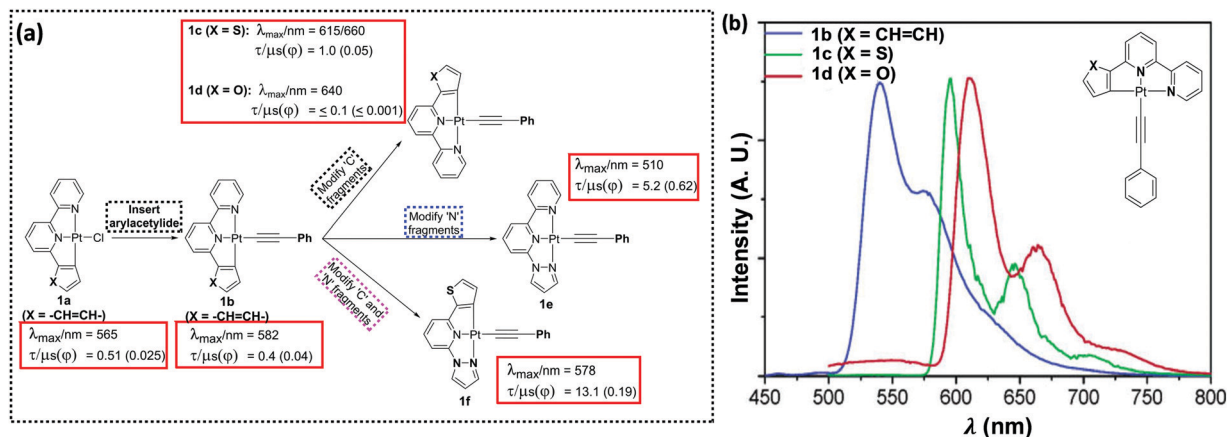 (a)
1c (X = S): λmax/nm = 615/660
τ/μs(φ) = 1.0 (0.05)
1d (X = O): λmax/nm = 640
τ/μs(φ) = ≤ 0.1 (≤ 0.001)
X
N
Pt
Ph
N
λmax/nm = 510
τ/μs(φ) = 5.2 (0.62)
Modify 'C'
fragments
N
N
Pt
Cl
X
1a
(X = -CH=CH-)
λmax/nm = 565
τ/μs(φ) = 0.51 (0.025)
Insert
arylacetylide
N
N
Pt
Ph
X
1b
(X = -CH=CH-)
λmax/nm = 582
τ/μs(φ) = 0.4 (0.04)
Modify 'N'
fragments
N
N
Pt
Ph
N
N
1e
Modify 'C' and
'N' fragments
S
N
Pt
Ph
N
N
1f
λmax/nm = 578
τ/μs(φ) = 13.1 (0.19)
(b)
1b (X = CH=CH)
1c (X = S)
1d (X = O)
X
N
Pt
N
Intensity (A. U.)
450 500 550 600 650 700 750 800
λ (nm)